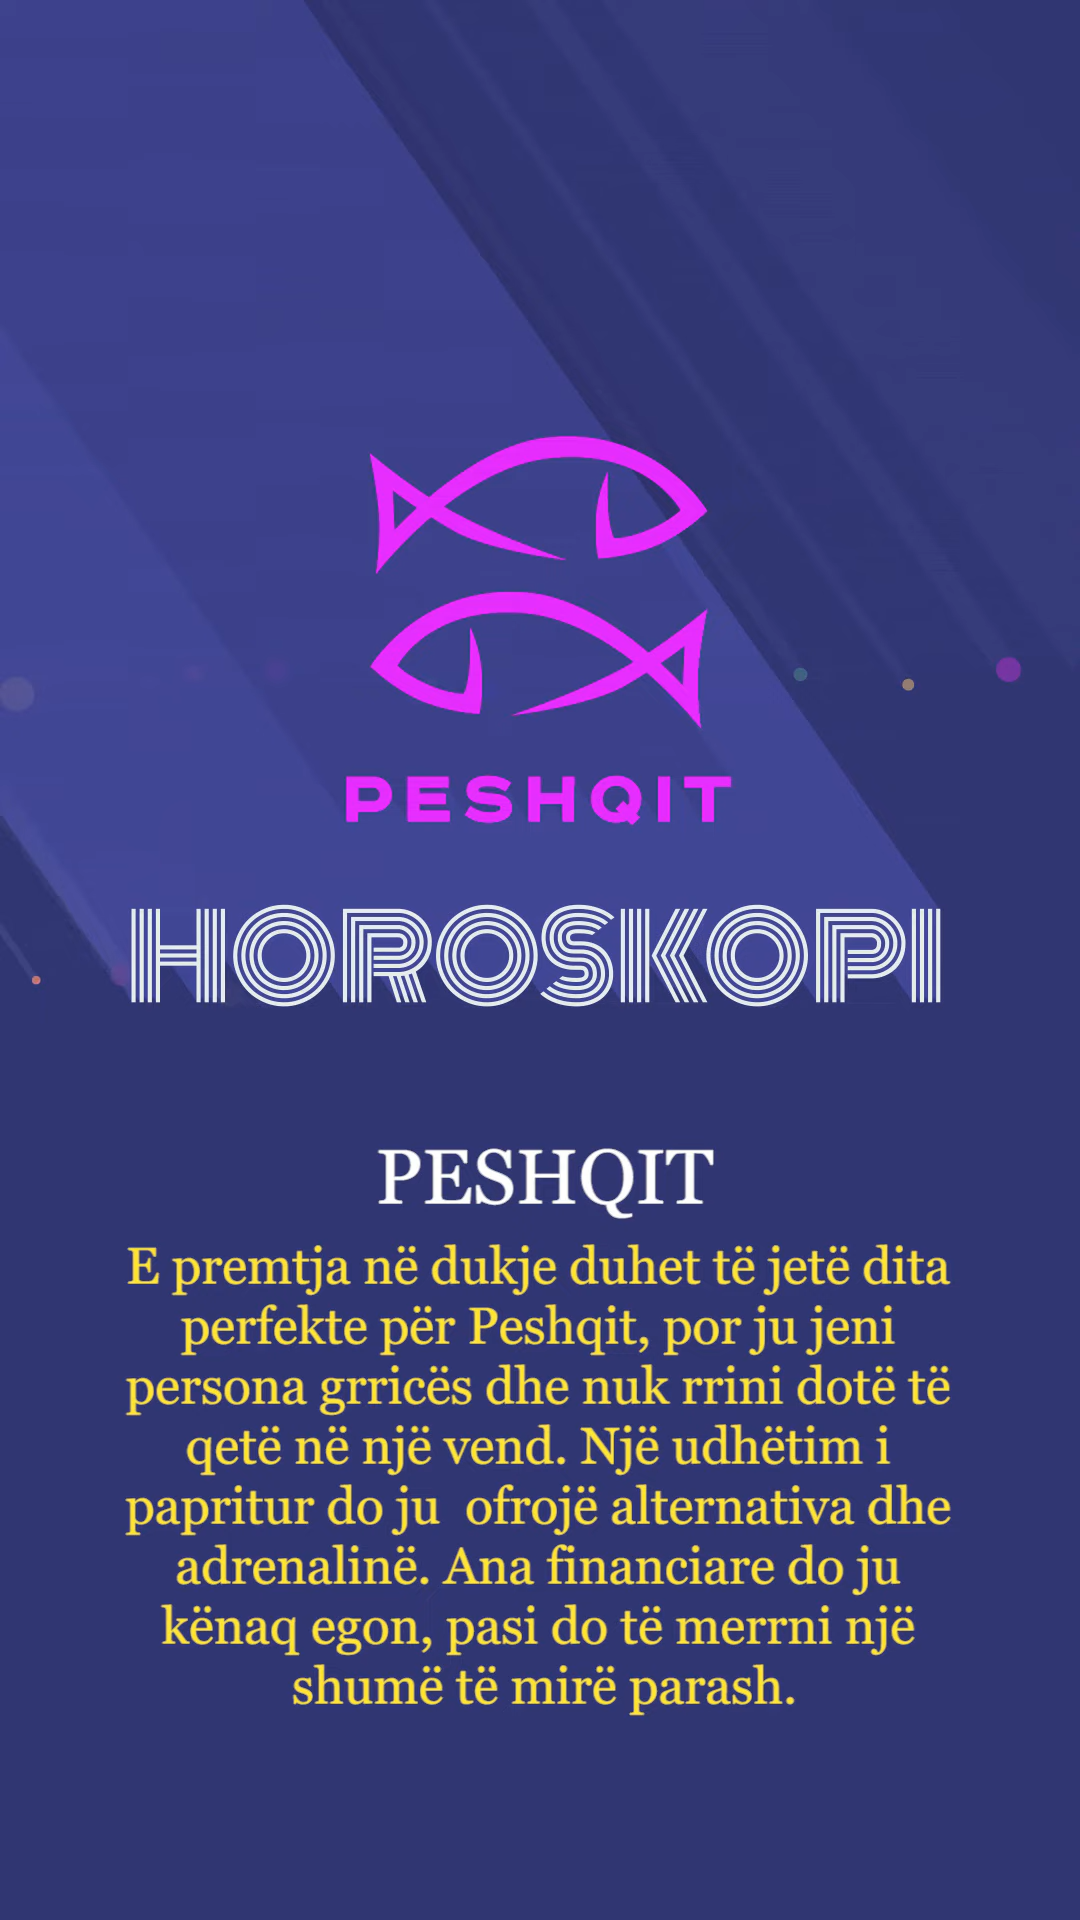 PESHQIT
HOROSKOPI
PESHQIT
E premtja në dukje duhet të jetë dita
perfekte për Peshqit, por ju jeni
persona grricës dhe nuk rrini dotë të
qetë në një vend. Një udhëtim i
papritur do ju  ofrojë alternativa dhe
adrenalinë. Ana financiare do ju
kënaq egon, pasi do të merrni një
shumë të mirë parash.